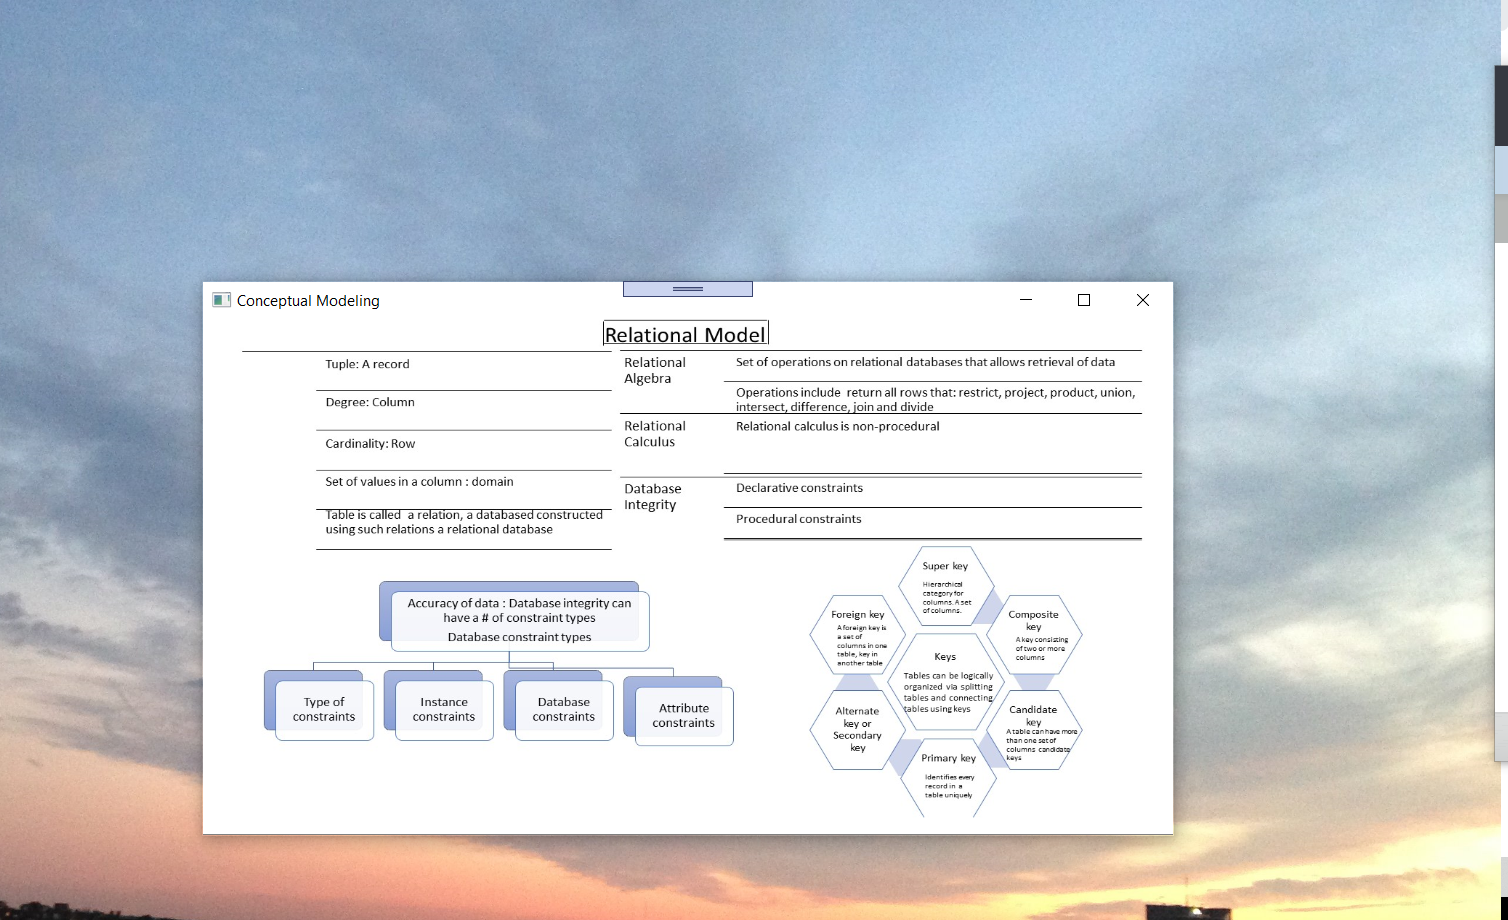 Conceptual Modeling
Relational Model
Tuple: A record
Degree: Column
Cardinality: Row
Set of values in a column : domain
Table is called a relation, a databased constructed
using such relations a relational database
Relational
Algebra
Set of operations on relational databases that allows retrieval of data
Operations include return all rows that: restrict, project, product, union,
intersect, difference, join and divide
Relational
Calculus
Relational calculus is non-procedural
Database
Integrity
Declarative constraints
Procedural constraints
Accuracy of data : Database integrity can
have a # of constraint types
Database constraint types
Type of
constraints
Instance
constraints
Database
constraints
Attribute
constraints
Super key
Hierarchical
category for
columns. A set
of columns.
Foreign key
A foreign key is
a set of
columns in one
table, key in
another table
Composite
key
A key consisting
of two or more
columns
Keys
Tables can be logically
organized via splitting
tables and connecting
tables using keys
Alternate
key or
Secondary
key
Candidate
key
A table can have more
than one set of
columns candidate
keys
Primary key
Identifies every
record in a
table uniquely